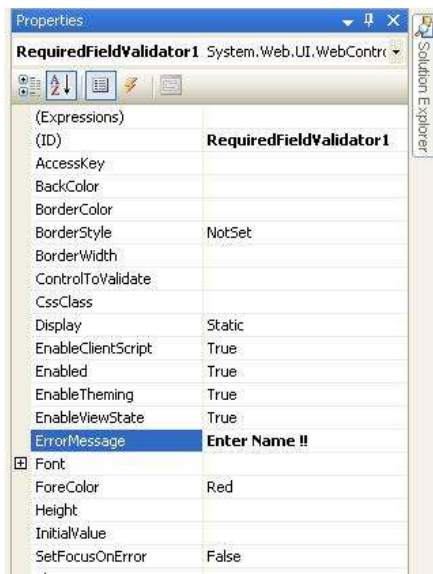 Properties
RequiredFieldValidator1 System.Web.UI.WebContro
(Expressions)
(ID) RequiredFieldValidator1
AccessKey
BackColor
BorderColor
BorderStyle NotSet
BorderWidth
ControlToValidate
CssClass
Display Static
EnableClientScript True
Enabled True
EnableTheming True
EnableViewState True
ErrorMessage Enter Name !!
Font
ForeColor Red
Height
InitialValue
SetFocusOnError False
Solution Explorer